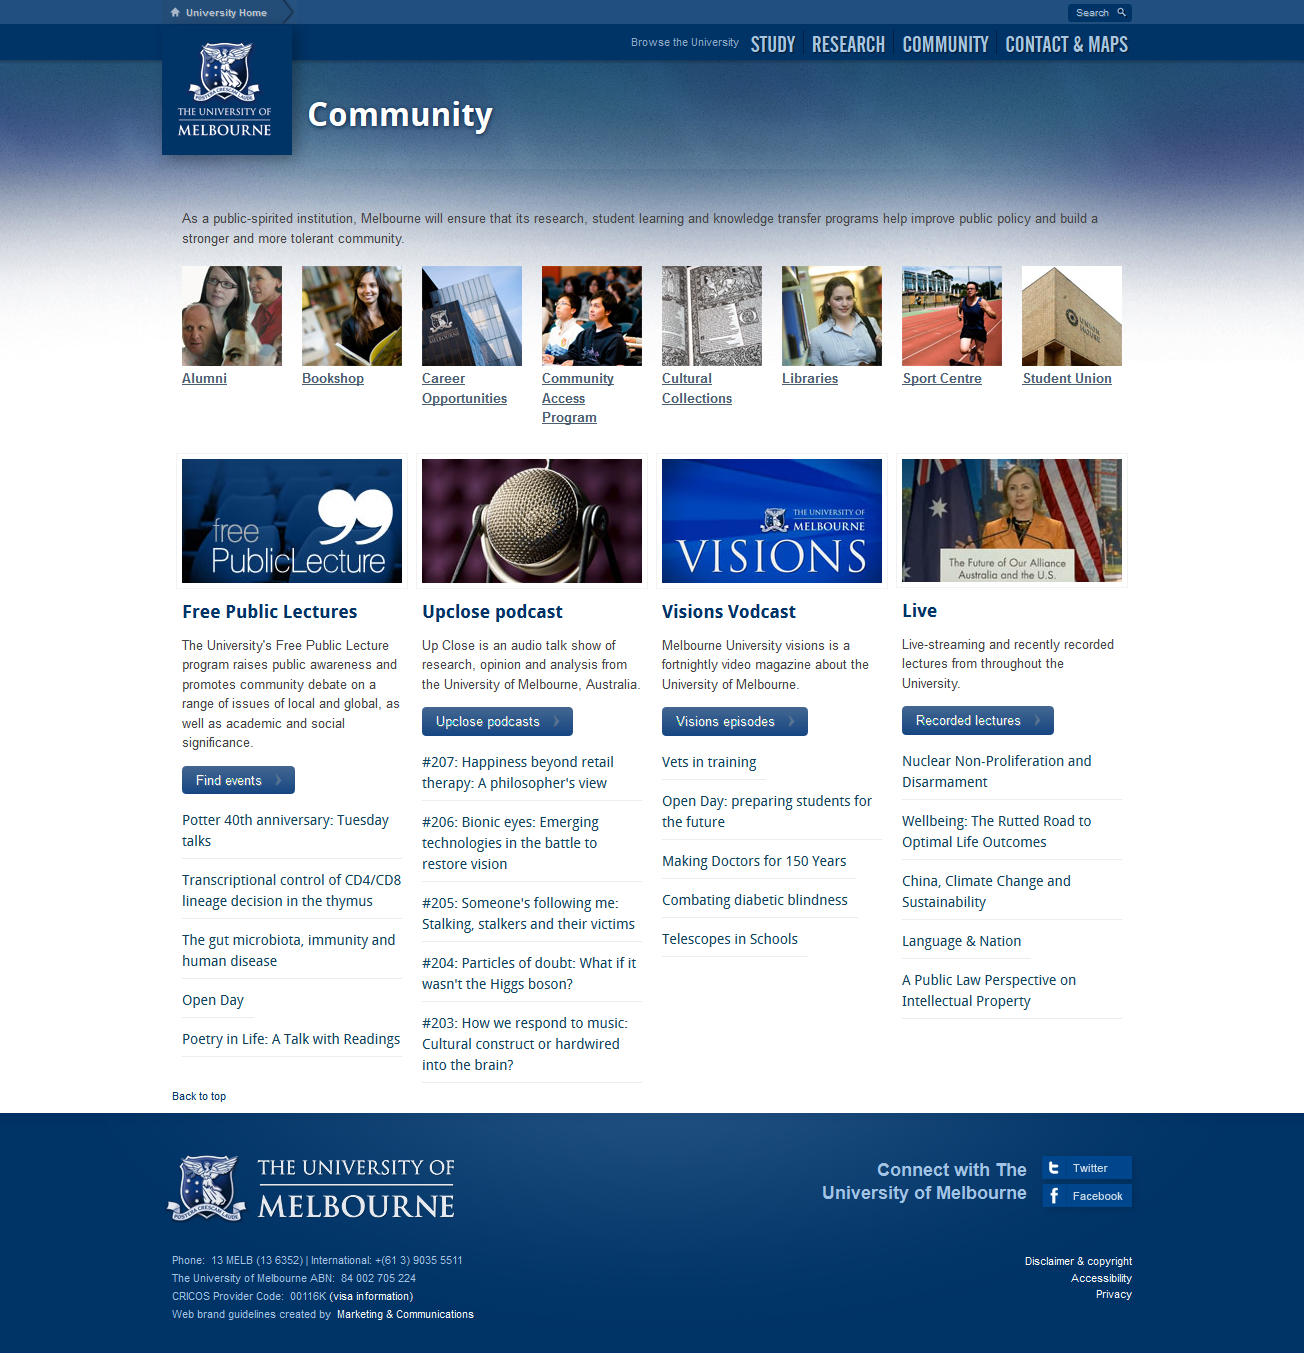 University Home
Search
Browse the University STUDY RESEARCH COMMUNITY CONTACT & MAPS
POSTERA CRESCAM LAUDE
THE UNIVERSITY OF
MELBOURNE
Community
As a public-spirited institution, Melbourne will ensure that its research, student learning and knowledge transfer programs help improve public policy and build a
stronger and more tolerant community.
MELBOURNE
UNION
HOUSE
Alumni
Bookshop
Career
Opportunities
Community
Access
Program
Cultural
Collections
Libraries
Sport Centre
Student Union
free
PublicLecture
Free Public Lectures
The University's Free Public Lecture
program raises public awareness and
promotes community debate on a
range of issues of local and global, as
well as academic and social
significance.
Find events
Potter 40th anniversary: Tuesday
talks
Transcriptional control of CD4/CD8
lineage decision in the thymus
The gut microbiota, immunity and
human disease
Open Day
Poetry in Life: A Talk with Readings
Upclose podcast
Up Close is an audio talk show of
research, opinion and analysis from
the University of Melbourne, Australia.
Upclose podcasts
#207: Happiness beyond retail
therapy: A philosopher's view
#206: Bionic eyes: Emerging
technologies in the battle to
restore vision
#205: Someone's following me:
Stalking, stalkers and their victims
#204: Particles of doubt: What if it
wasn't the Higgs boson?
#203: How we respond to music:
Cultural construct or hardwired
into the brain?
THE UNIVERSITY OF
MELBOURNE
VISIONS
Visions Vodcast
Melbourne University visions is a
fortnightly video magazine about the
University of Melbourne.
Visions episodes
Vets in training
Open Day: preparing students for
the future
Making Doctors for 150 Years
Combating diabetic blindness
Telescopes in Schools
The Future of Our Alliance
Australia and the U.S.
Live
Live-streaming and recently recorded
lectures from throughout the
University.
Recorded lectures
Nuclear Non-Proliferation and
Disarmament
Wellbeing: The Rutted Road to
Optimal Life Outcomes
China, Climate Change and
Sustainability
Language & Nation
A Public Law Perspective on
Intellectual Property
Back to top
POSTERA CRESCAM LAUDE
THE UNIVERSITY OF
MELBOURNE
Connect with The
University of Melbourne
Twitter
Facebook
Phone: 13 MELB (13 6352) | International: +(61 3) 9035 5511
The University of Melbourne ABN: 84 002 705 224
CRICOS Provider Code: 00116K (visa information)
Web brand guidelines created by Marketing & Communications
Disclaimer & copyright
Accessibility
Privacy